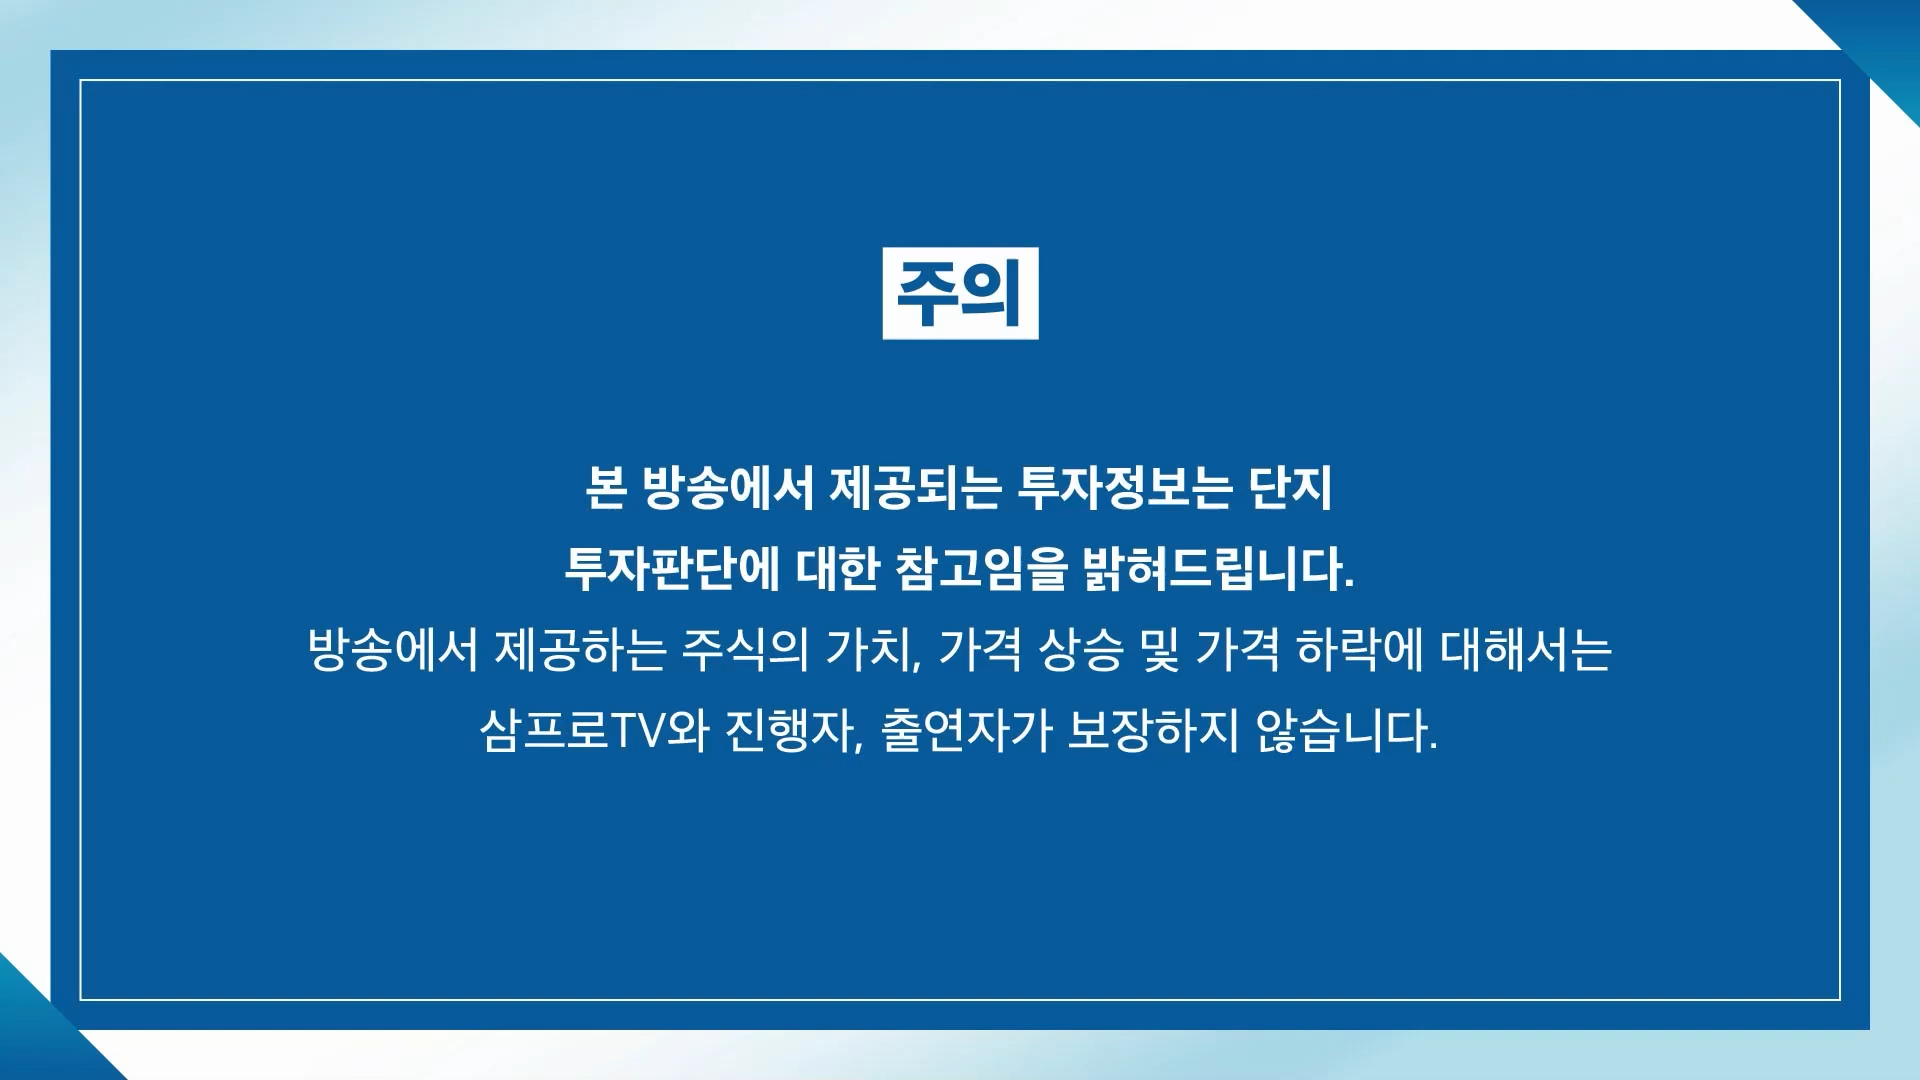 주의
본 방송에서 제공되는 투자정보는 단지
투자판단에 대한 참고임을 밝혀드립니다.
방송에서 제공하는 주식의 가치, 가격 상승 및 가격 하락에 대해서는
삼프로TV와 진행자, 출연자가 보장하지 않습니다.